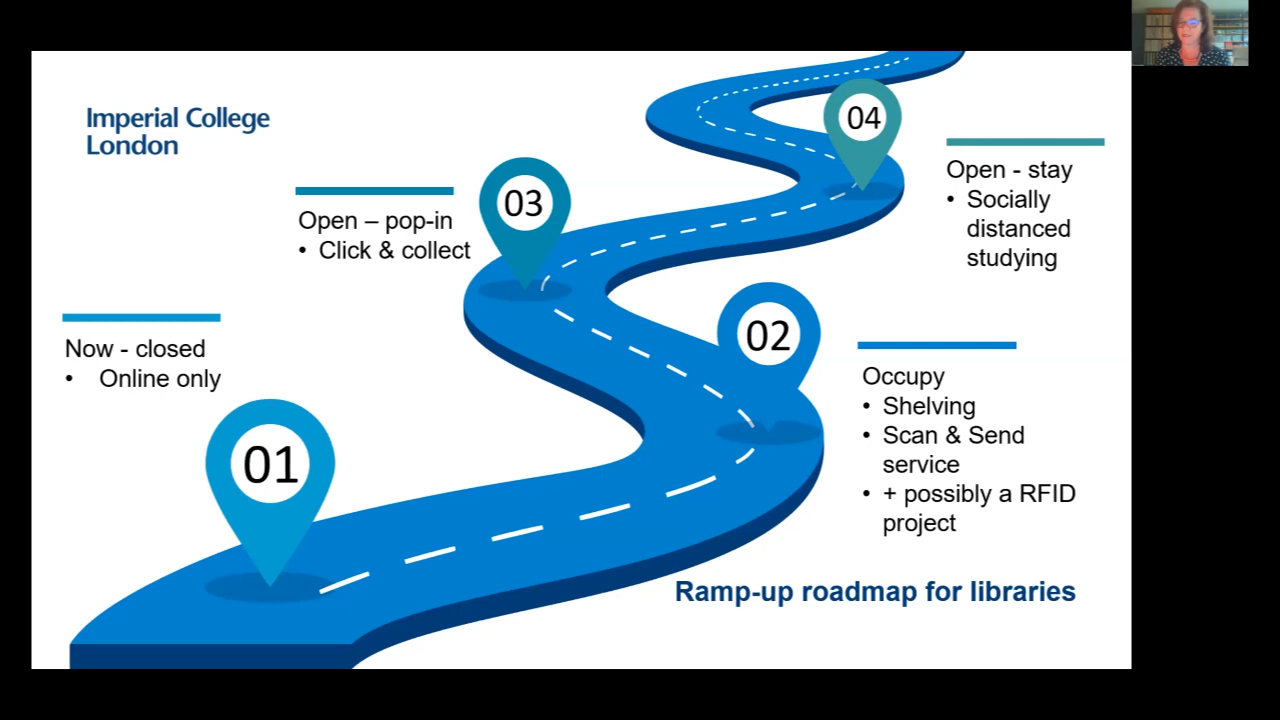 Imperial College
London
01
Now - closed
• Online only
02
Occupy
• Shelving
• Scan & Send
service
• + possibly a RFID
project
03
Open – pop-in
• Click & collect
04
Open - stay
• Socially
distanced
studying
Ramp-up roadmap for libraries